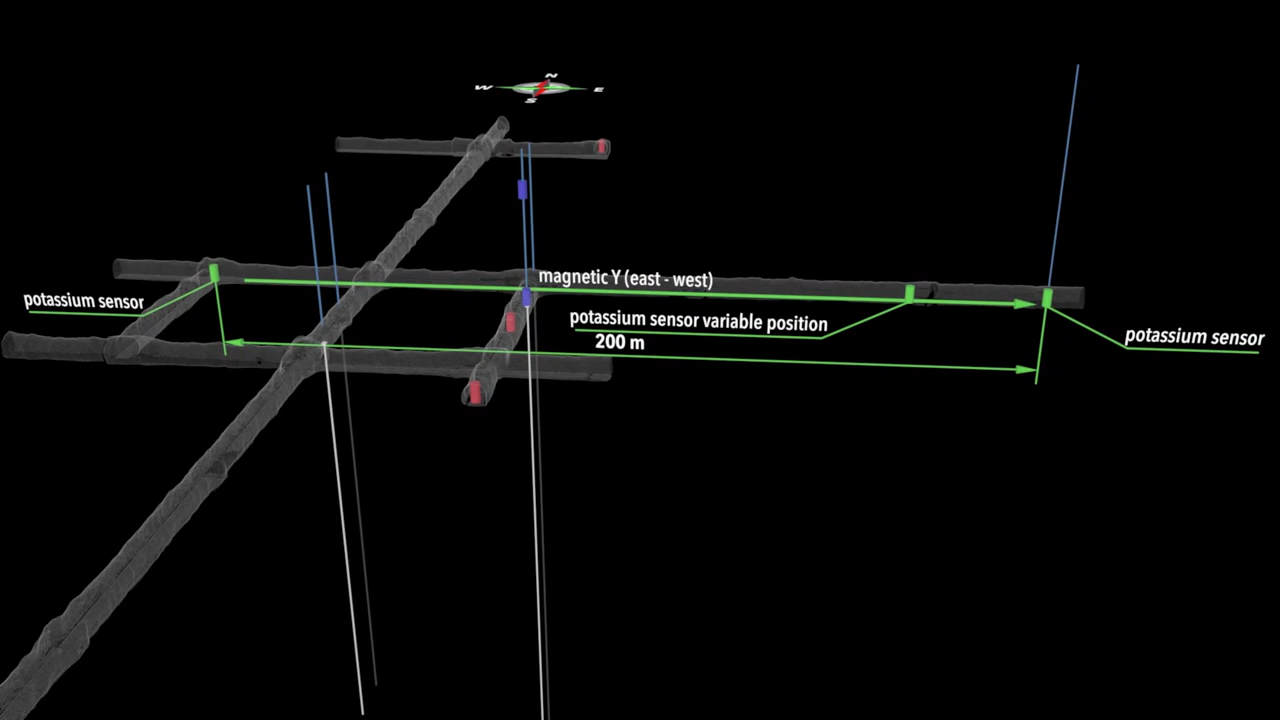 N
W
E
S
magnetic Y (east - west)
potassium sensor
potassium sensor variable position
200 m
potassium sensor